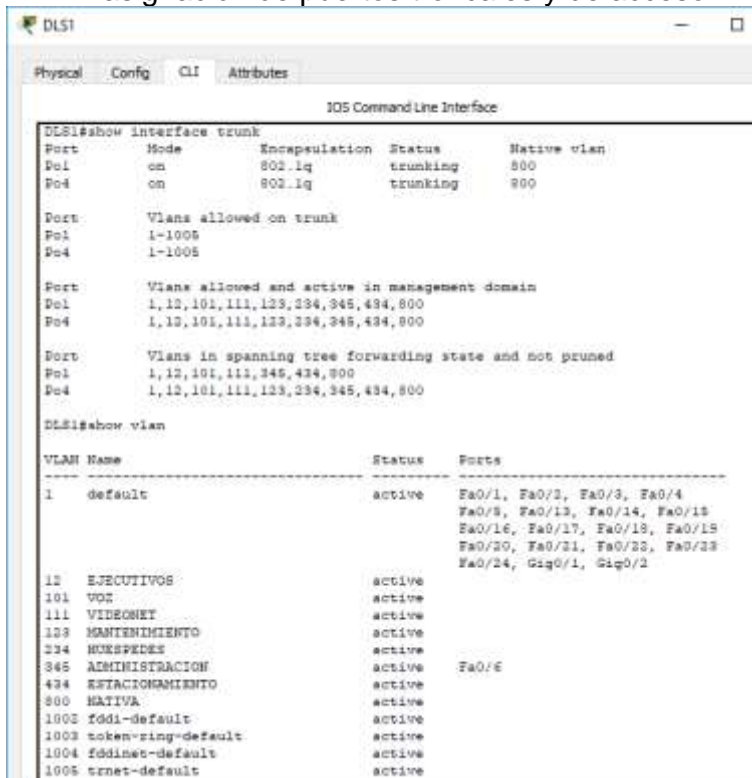 asignación de puertos troncales y de acceso
DLS1
Physical Config CLI Attributes
IOS Command Line Interface
DLS1#show interface trunk
Port Mode Encapsulation Status Native vlan
Po1 on 802.1q trunking 800
Po4 on 802.1q trunking 800
Port Vlans allowed on trunk
Po1 1-1005
Po4 1-1005
Port Vlans allowed and active in management domain
Po1 1,12,101,111,123,234,345,434,800
Po4 1,12,101,111,123,234,345,434,800
Port Vlans in spanning tree forwarding state and not pruned
Po1 1,12,101,111,345,434,800
Po4 1,12,101,111,123,234,345,434,800
DLS1#show vlan
VLAN Name Status Ports
---- -------------------------------- --------- -------------------------------
1 default active Fa0/1, Fa0/2, Fa0/3, Fa0/4
Fa0/5, Fa0/13, Fa0/14, Fa0/15
Fa0/16, Fa0/17, Fa0/18, Fa0/19
Fa0/20, Fa0/21, Fa0/22, Fa0/23
Fa0/24, Gig0/1, Gig0/2
12 EJECUTIVOS active
101 VOZ active
111 VIDEONET active
123 MANTENIMIENTO active
234 HUESPEDES active
345 ADMINISTRACION active Fa0/6
434 ESTACIONAMIENTO active
800 NATIVA active
1002 fddi-default active
1003 token-ring-default active
1004 fddinet-default active
1005 trnet-default active